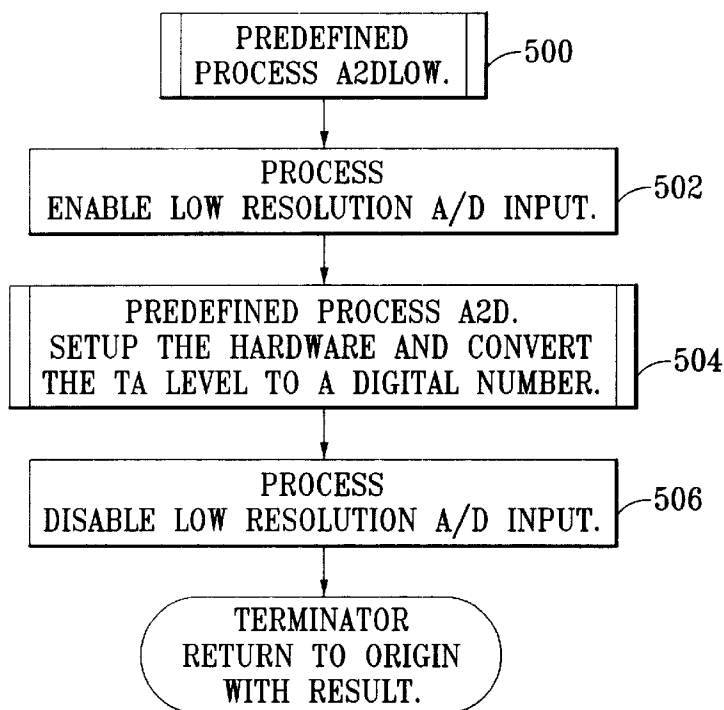 PREDEFINED
PROCESS A2DLOW.
500
PROCESS
ENABLE LOW RESOLUTION A/D INPUT.
502
PREDEFINED PROCESS A2D.
SETUP THE HARDWARE AND CONVERT
THE TA LEVEL TO A DIGITAL NUMBER.
504
PROCESS
DISABLE LOW RESOLUTION A/D INPUT.
506
TERMINATOR
RETURN TO ORIGIN
WITH RESULT.